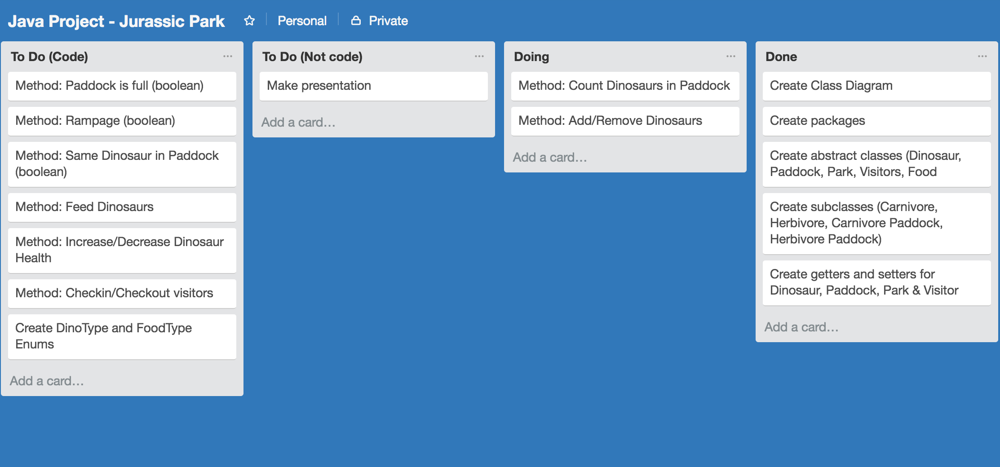 Java Project - Jurassic Park
Personal
Private
To Do (Code)
Method: Paddock is full (boolean)
Method: Rampage (boolean)
Method: Same Dinosaur in Paddock
(boolean)
Method: Feed Dinosaurs
Method: Increase/Decrease Dinosaur
Health
Method: Checkin/Checkout visitors
Create DinoType and FoodType
Enums
Add a card…
To Do (Not code)
Make presentation
Add a card…
Doing
Method: Count Dinosaurs in Paddock
Method: Add/Remove Dinosaurs
Add a card…
Done
Create Class Diagram
Create packages
Create abstract classes (Dinosaur,
Paddock, Park, Visitors, Food
Create subclasses (Carnivore,
Herbivore, Carnivore Paddock,
Herbivore Paddock)
Create getters and setters for
Dinosaur, Paddock, Park & Visitor
Add a card…